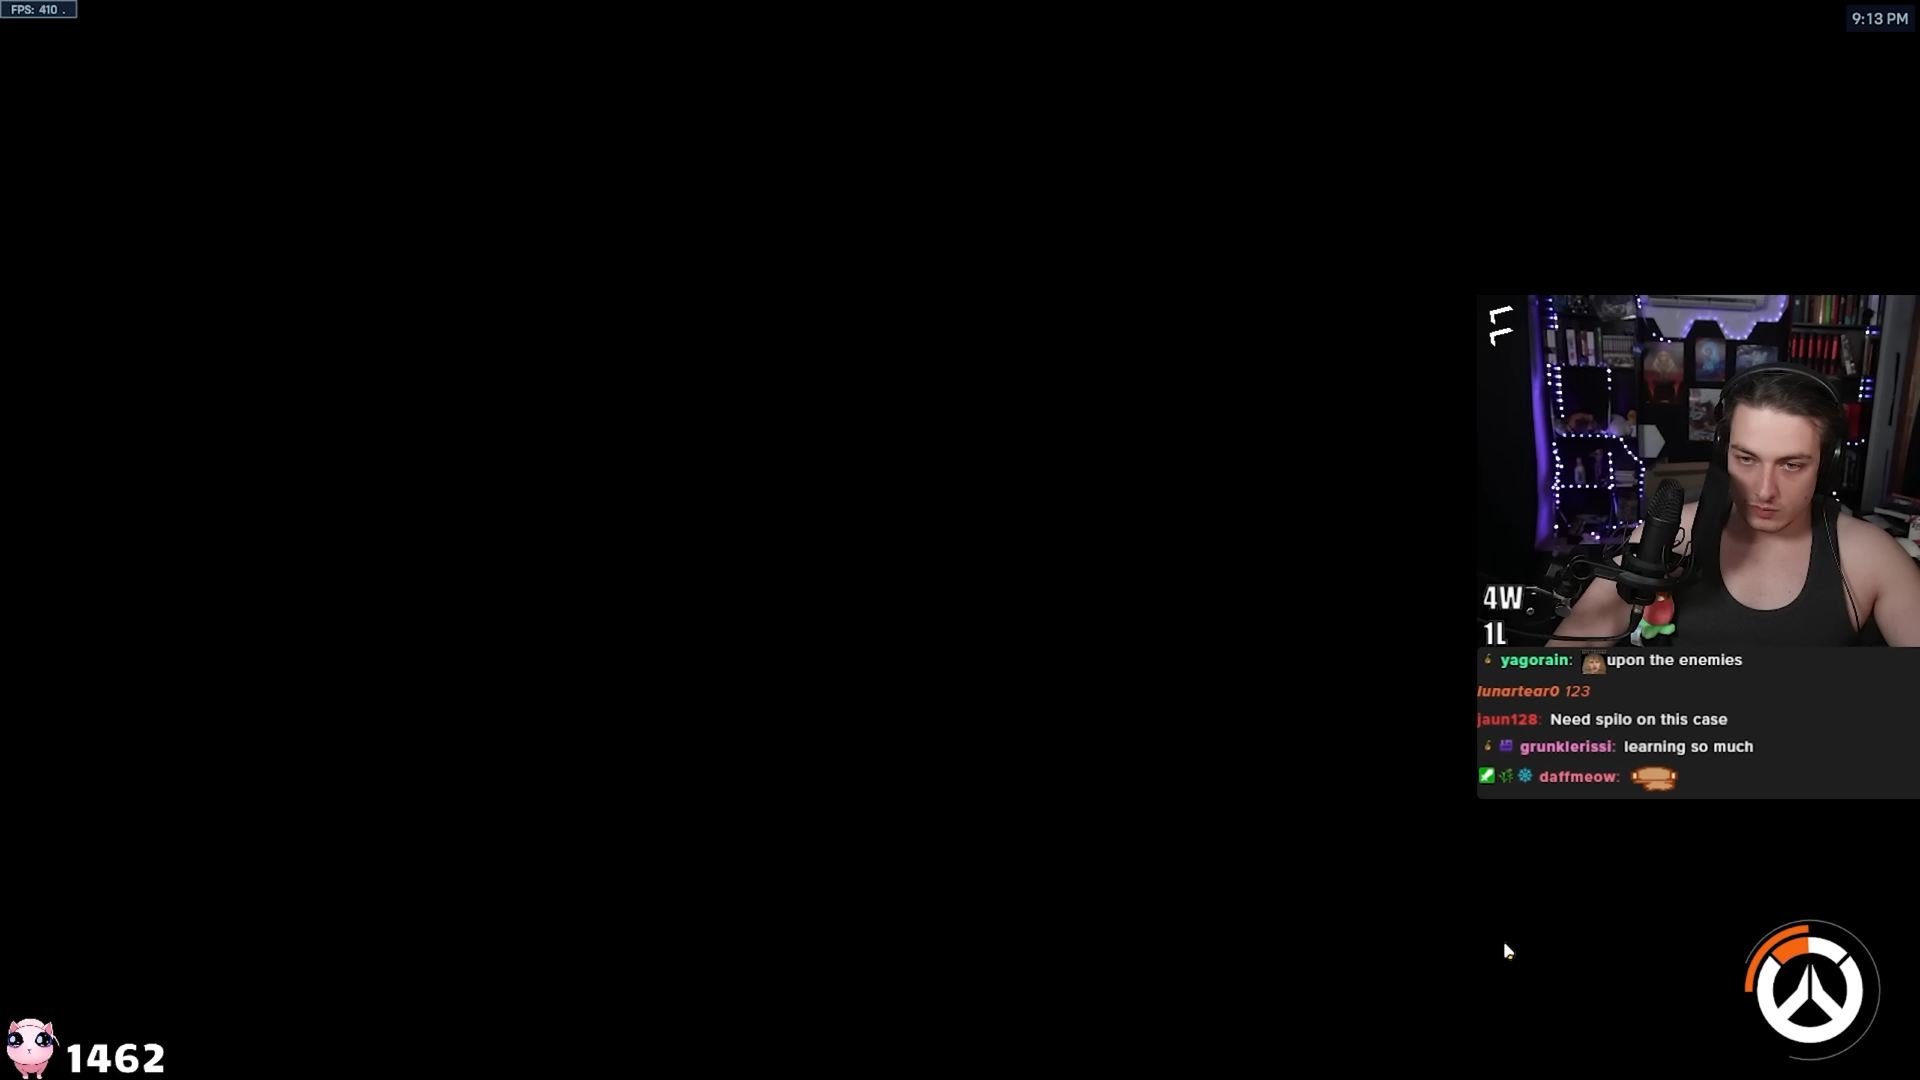 FPS: 410 .
9:13 PM
4W
1L
yagorain: upon the enemies
lunartear0 123
jaun128: Need spilo on this case
grunklerissi: learning so much
daffmeow:
1462